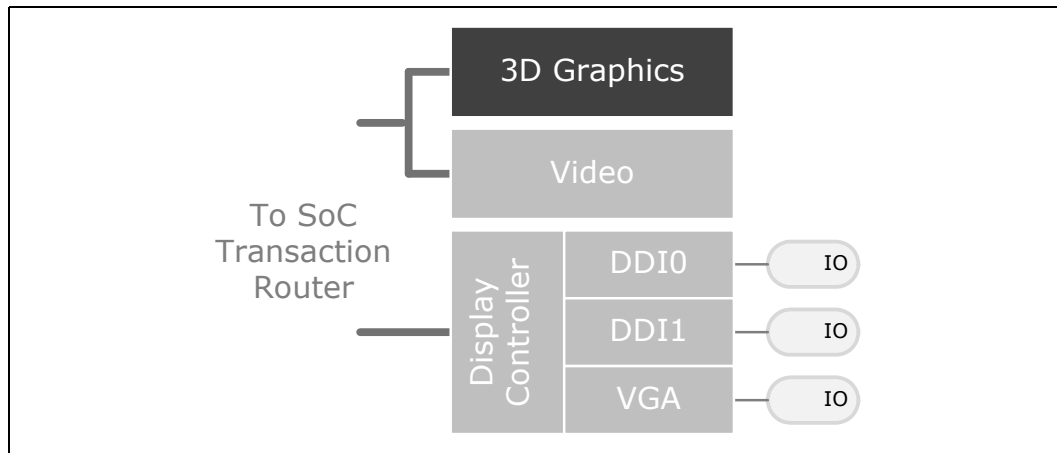 3D Graphics
Video
To SoC
Transaction
Router
Display
Controller
DDI0
IO
DDI1
IO
VGA
IO